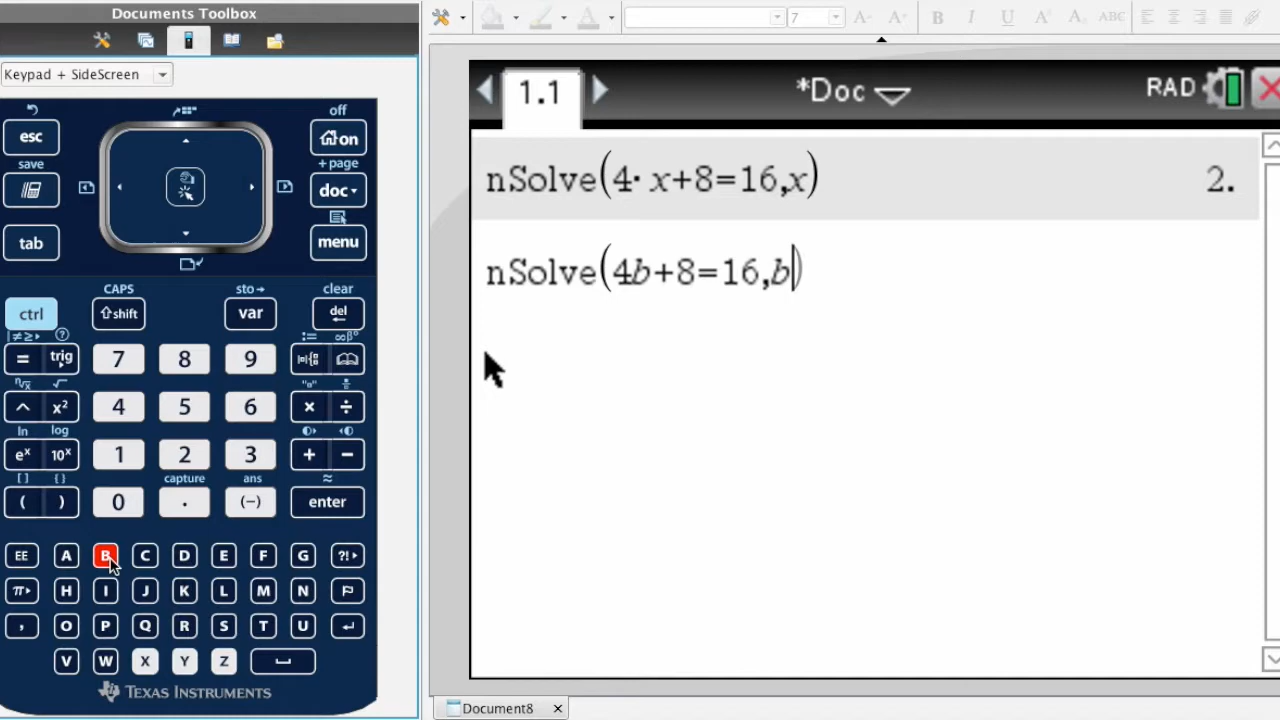 Documents Toolbox
Keypad + SideScreen
7
A- A+ B I U A A ABC
off
esc
on
save
+ page
doc
tab
menu
CAPS
sto→
clear
ctrl
⇧shift
var
del
[≠≥▸ ? := ∞β°
= trig 7 8 9 |□|{
n√x √ "□"
^ x² 4 5 6 × ÷
ln log
eˣ 10ˣ 1 2 3 + −
[ ] { } capture ans ≈
( ) 0 . (−) enter
EE A B C D E F G ?!▸
π▸ H I J K L M N
, O P Q R S T U
V W X Y Z
TEXAS INSTRUMENTS
1.1 *Doc RAD
nSolve(4· x+8=16,x) 2.
nSolve(4b+8=16,b)
Document8